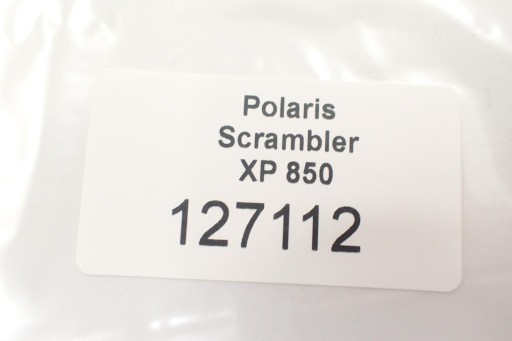 Polaris
Scrambler
XP 850
127112